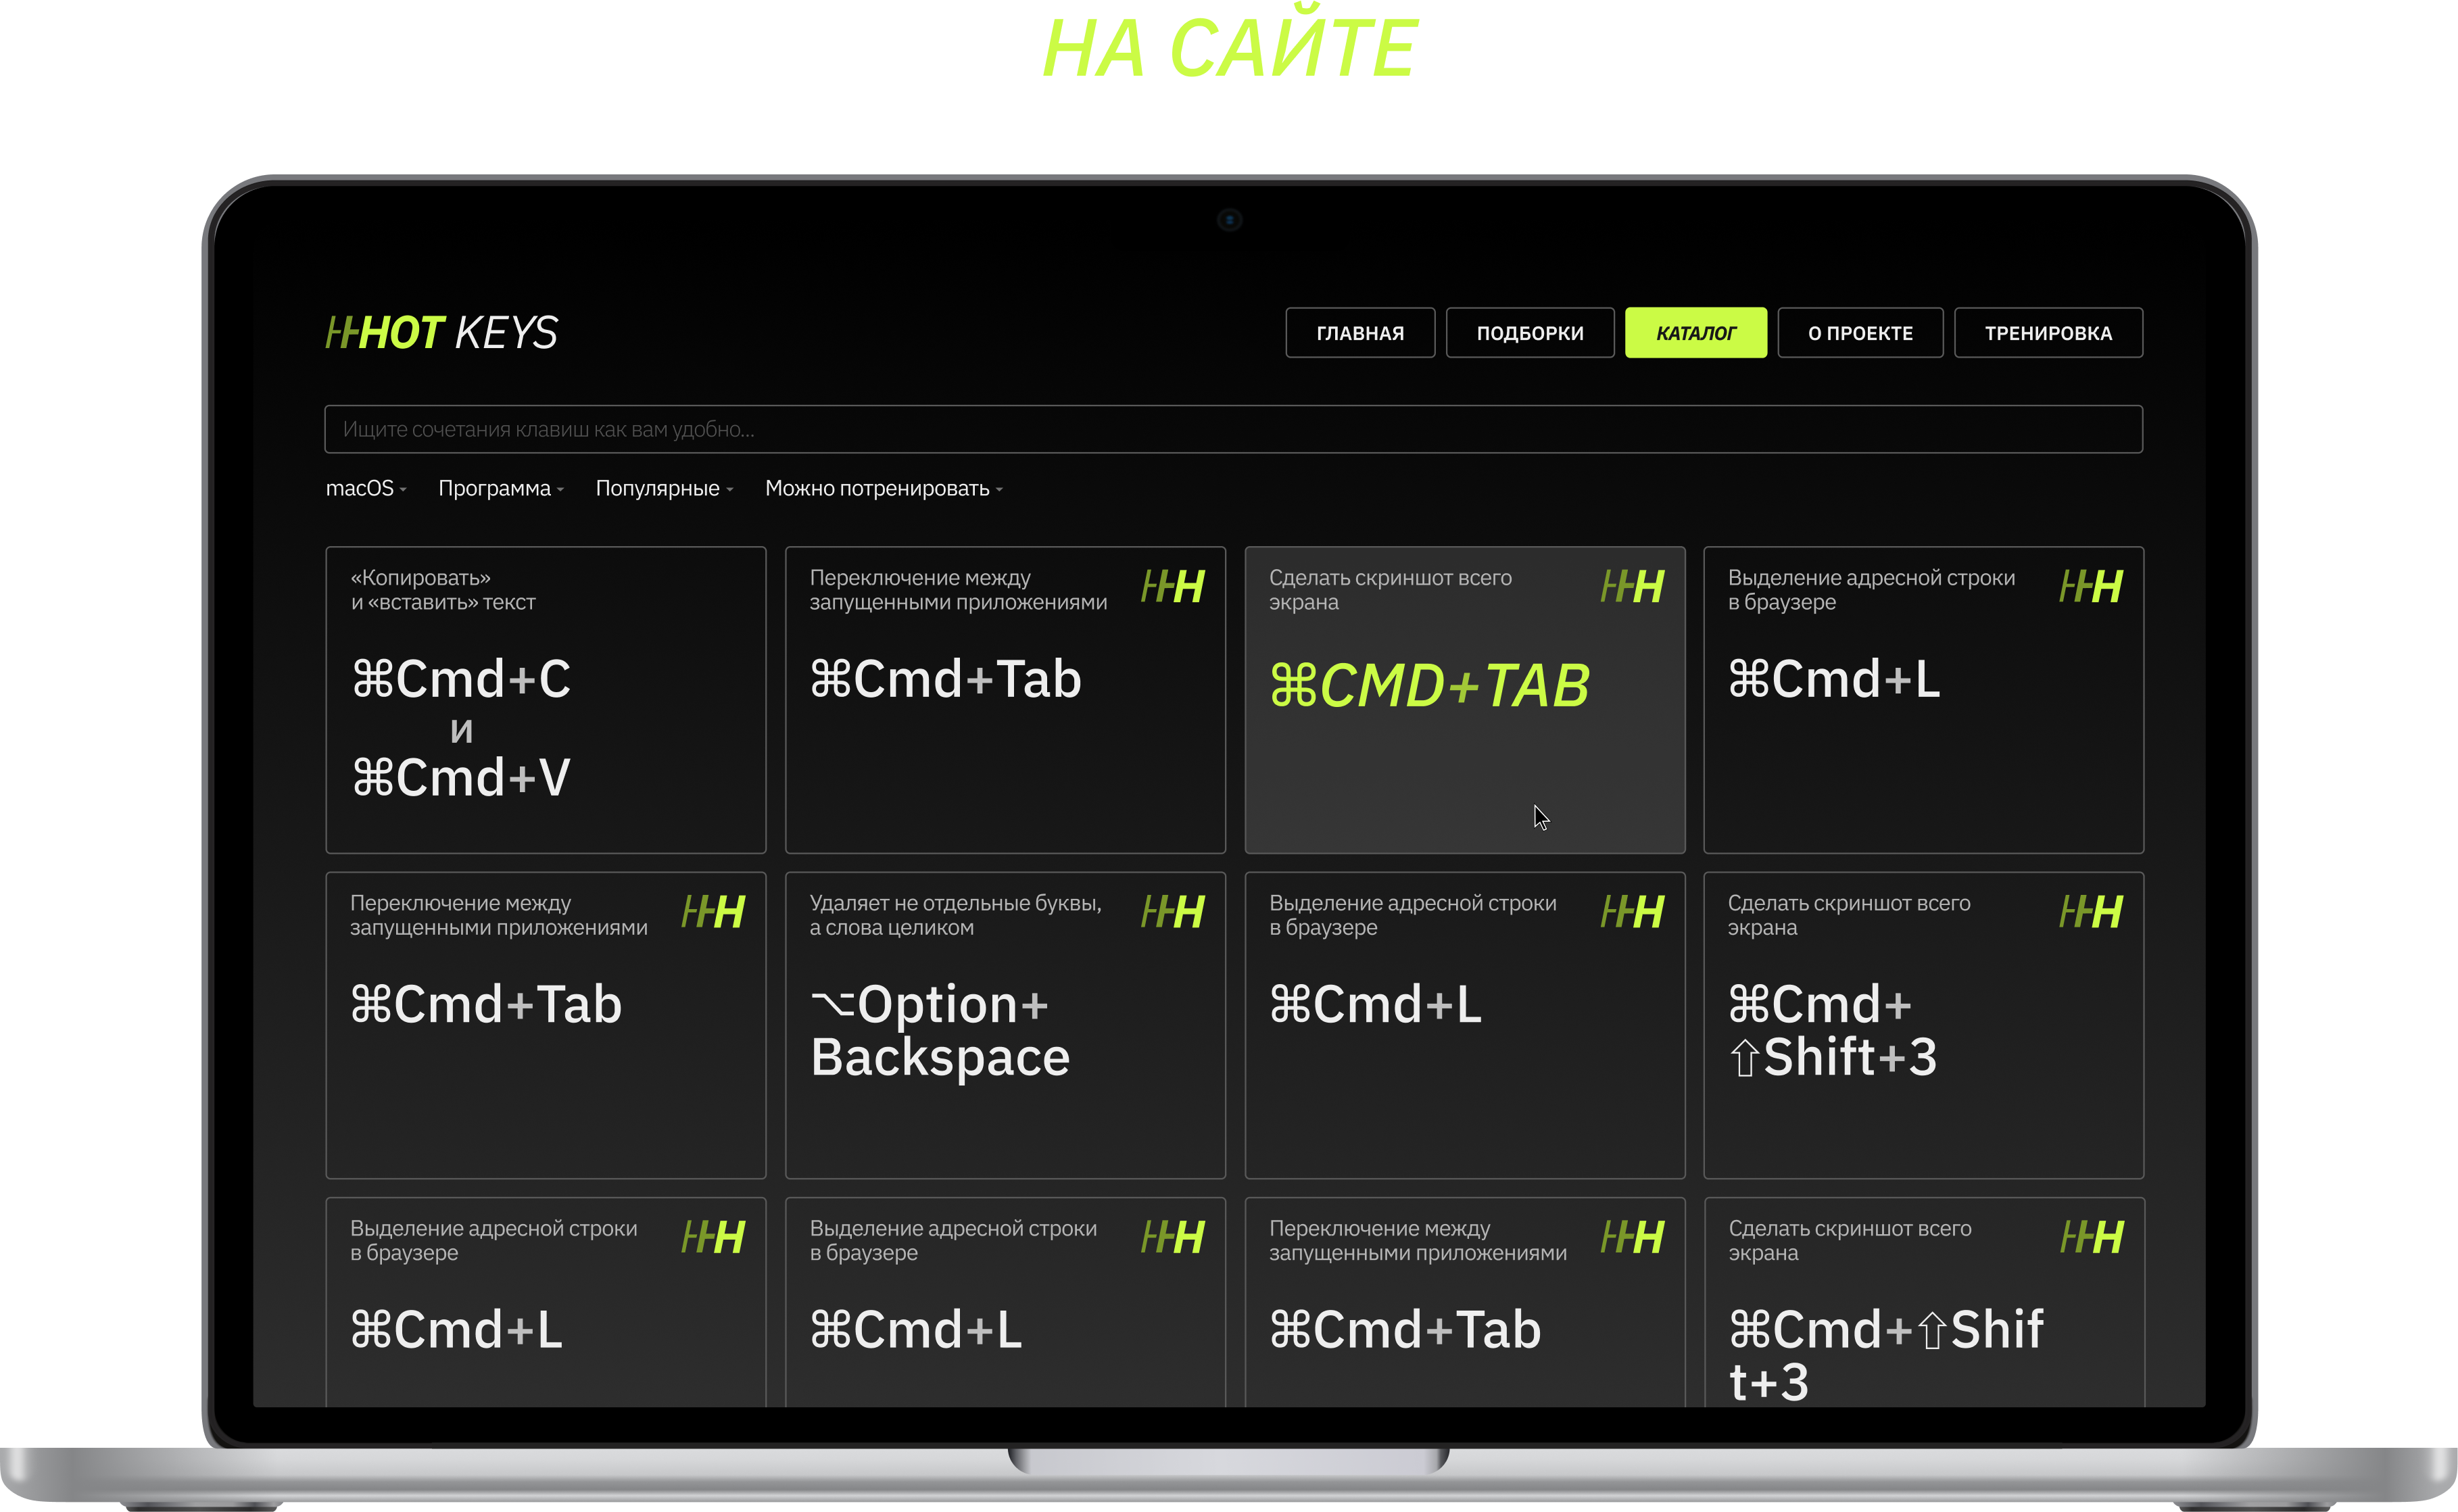 НА САЙТЕ
HOT KEYS
ГЛАВНАЯ
ПОДБОРКИ
КАТАЛОГ
О ПРОЕКТЕ
ТРЕНИРОВКА
Ищите сочетания клавиш как вам удобно...
macOS
Программа
Популярные
Можно потренировать
«Копировать»
и «вставить» текст
⌘Cmd+C
и
⌘Cmd+V
Переключение между
запущенными приложениями
⌘Cmd+Tab
Сделать скриншот всего
экрана
⌘CMD+TAB
Выделение адресной строки
в браузере
⌘Cmd+L
Переключение между
запущенными приложениями
⌘Cmd+Tab
Удаляет не отдельные буквы,
а слова целиком
⌥Option+
Backspace
Выделение адресной строки
в браузере
⌘Cmd+L
Сделать скриншот всего
экрана
⌘Cmd+
⇧Shift+3
Выделение адресной строки
в браузере
⌘Cmd+L
Выделение адресной строки
в браузере
⌘Cmd+L
Переключение между
запущенными приложениями
⌘Cmd+Tab
Сделать скриншот всего
экрана
⌘Cmd+⇧Shif
t+3